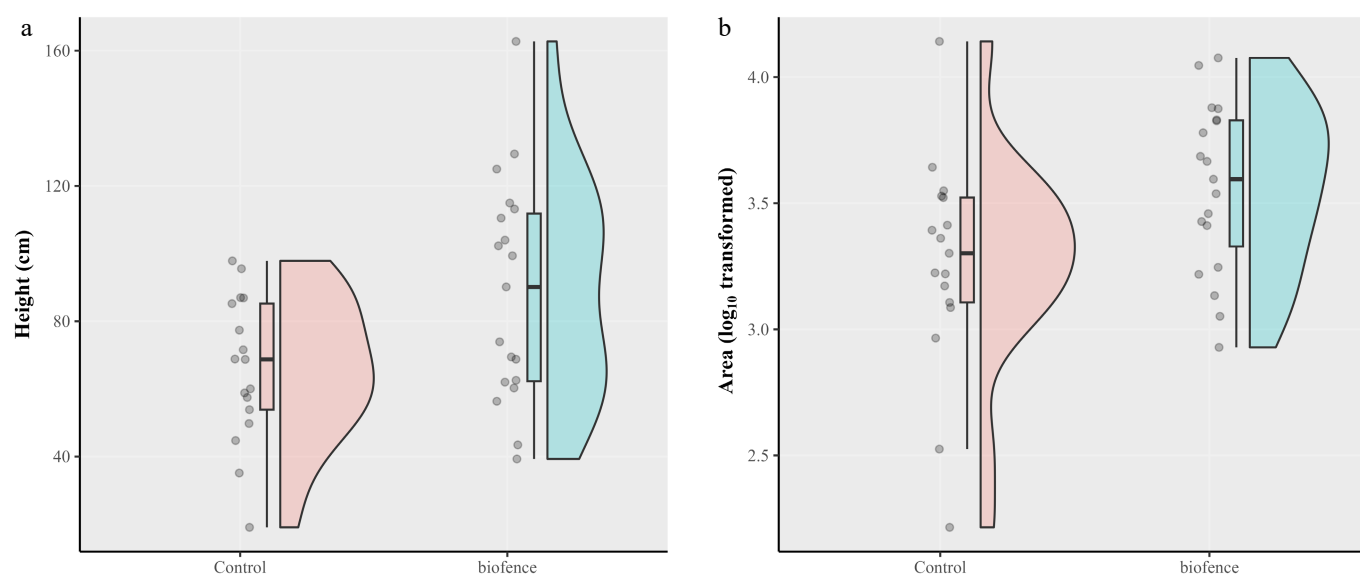 a
Height (cm)
160
120
80
40
Control biofence
b
Area (log10 transformed)
4.0
3.5
3.0
2.5
Control biofence